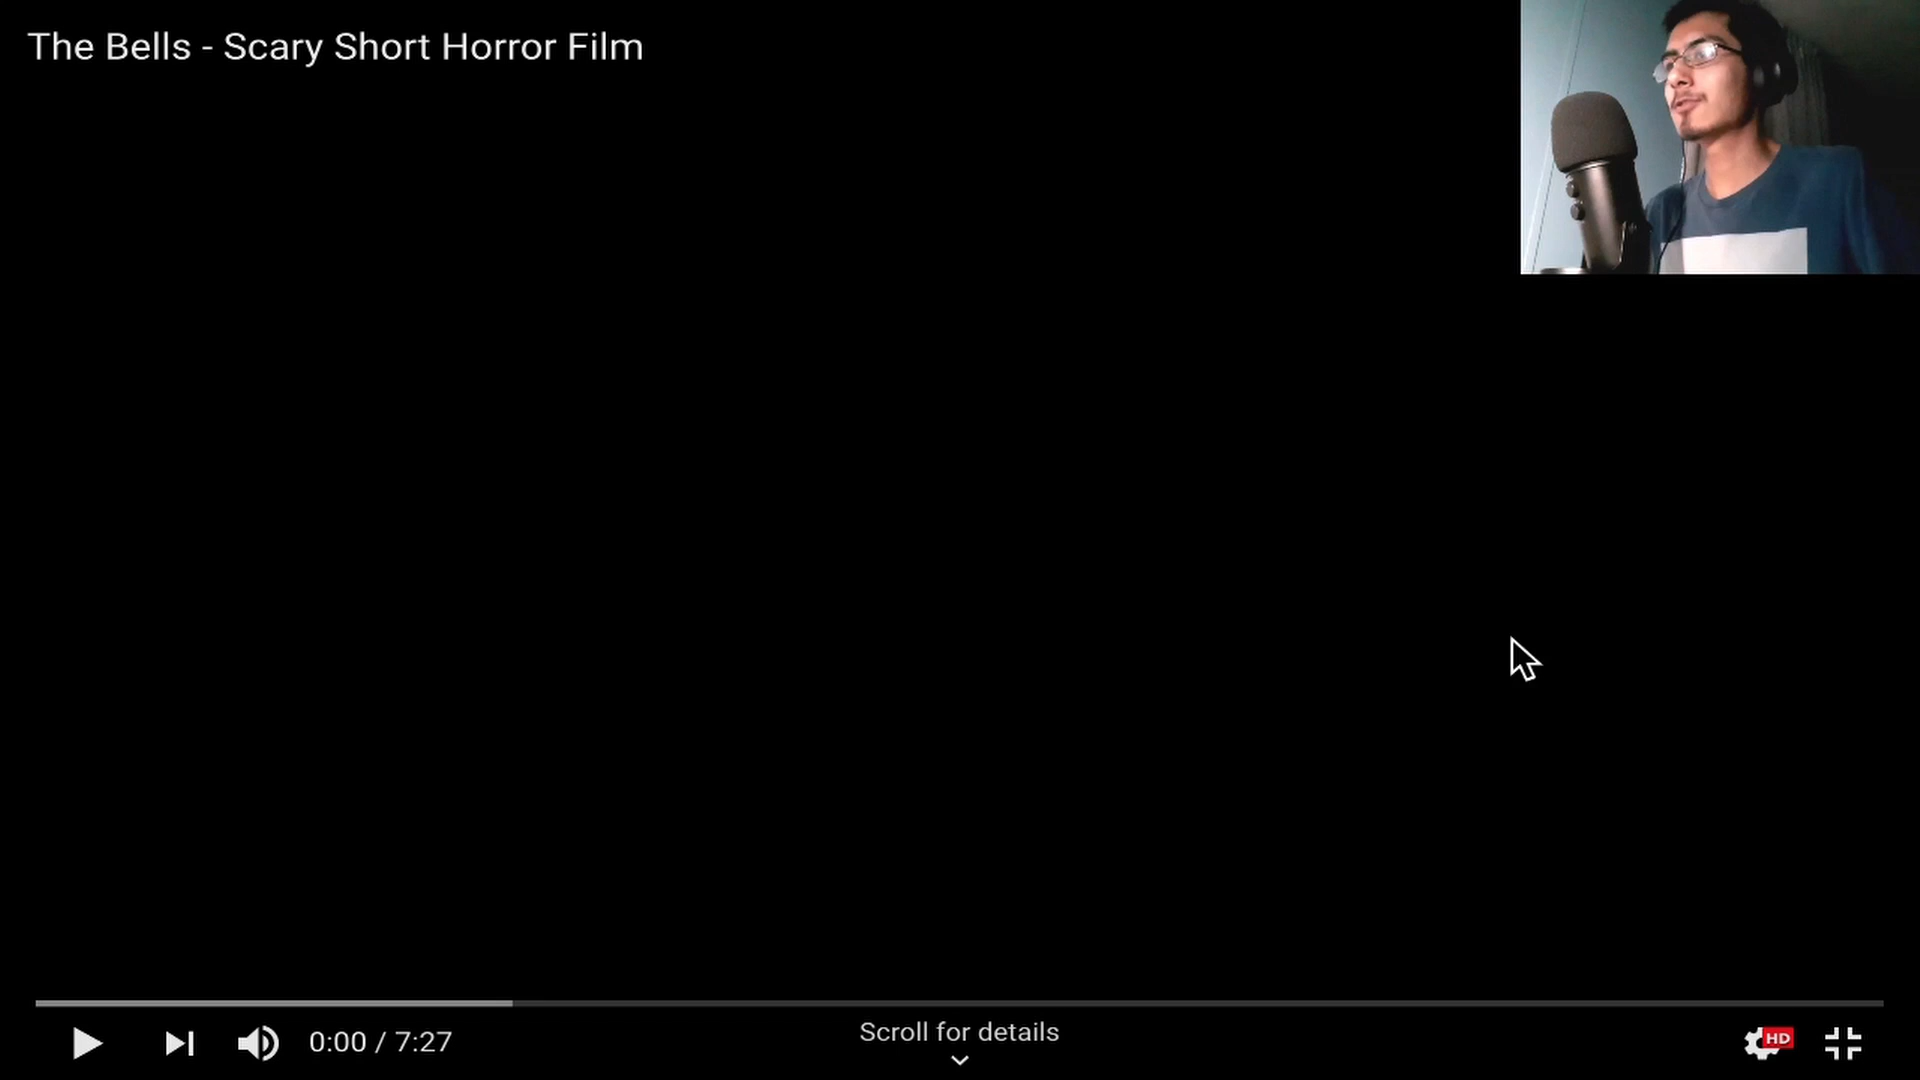 The Bells - Scary Short Horror Film
0:00 / 7:27
Scroll for details
HD